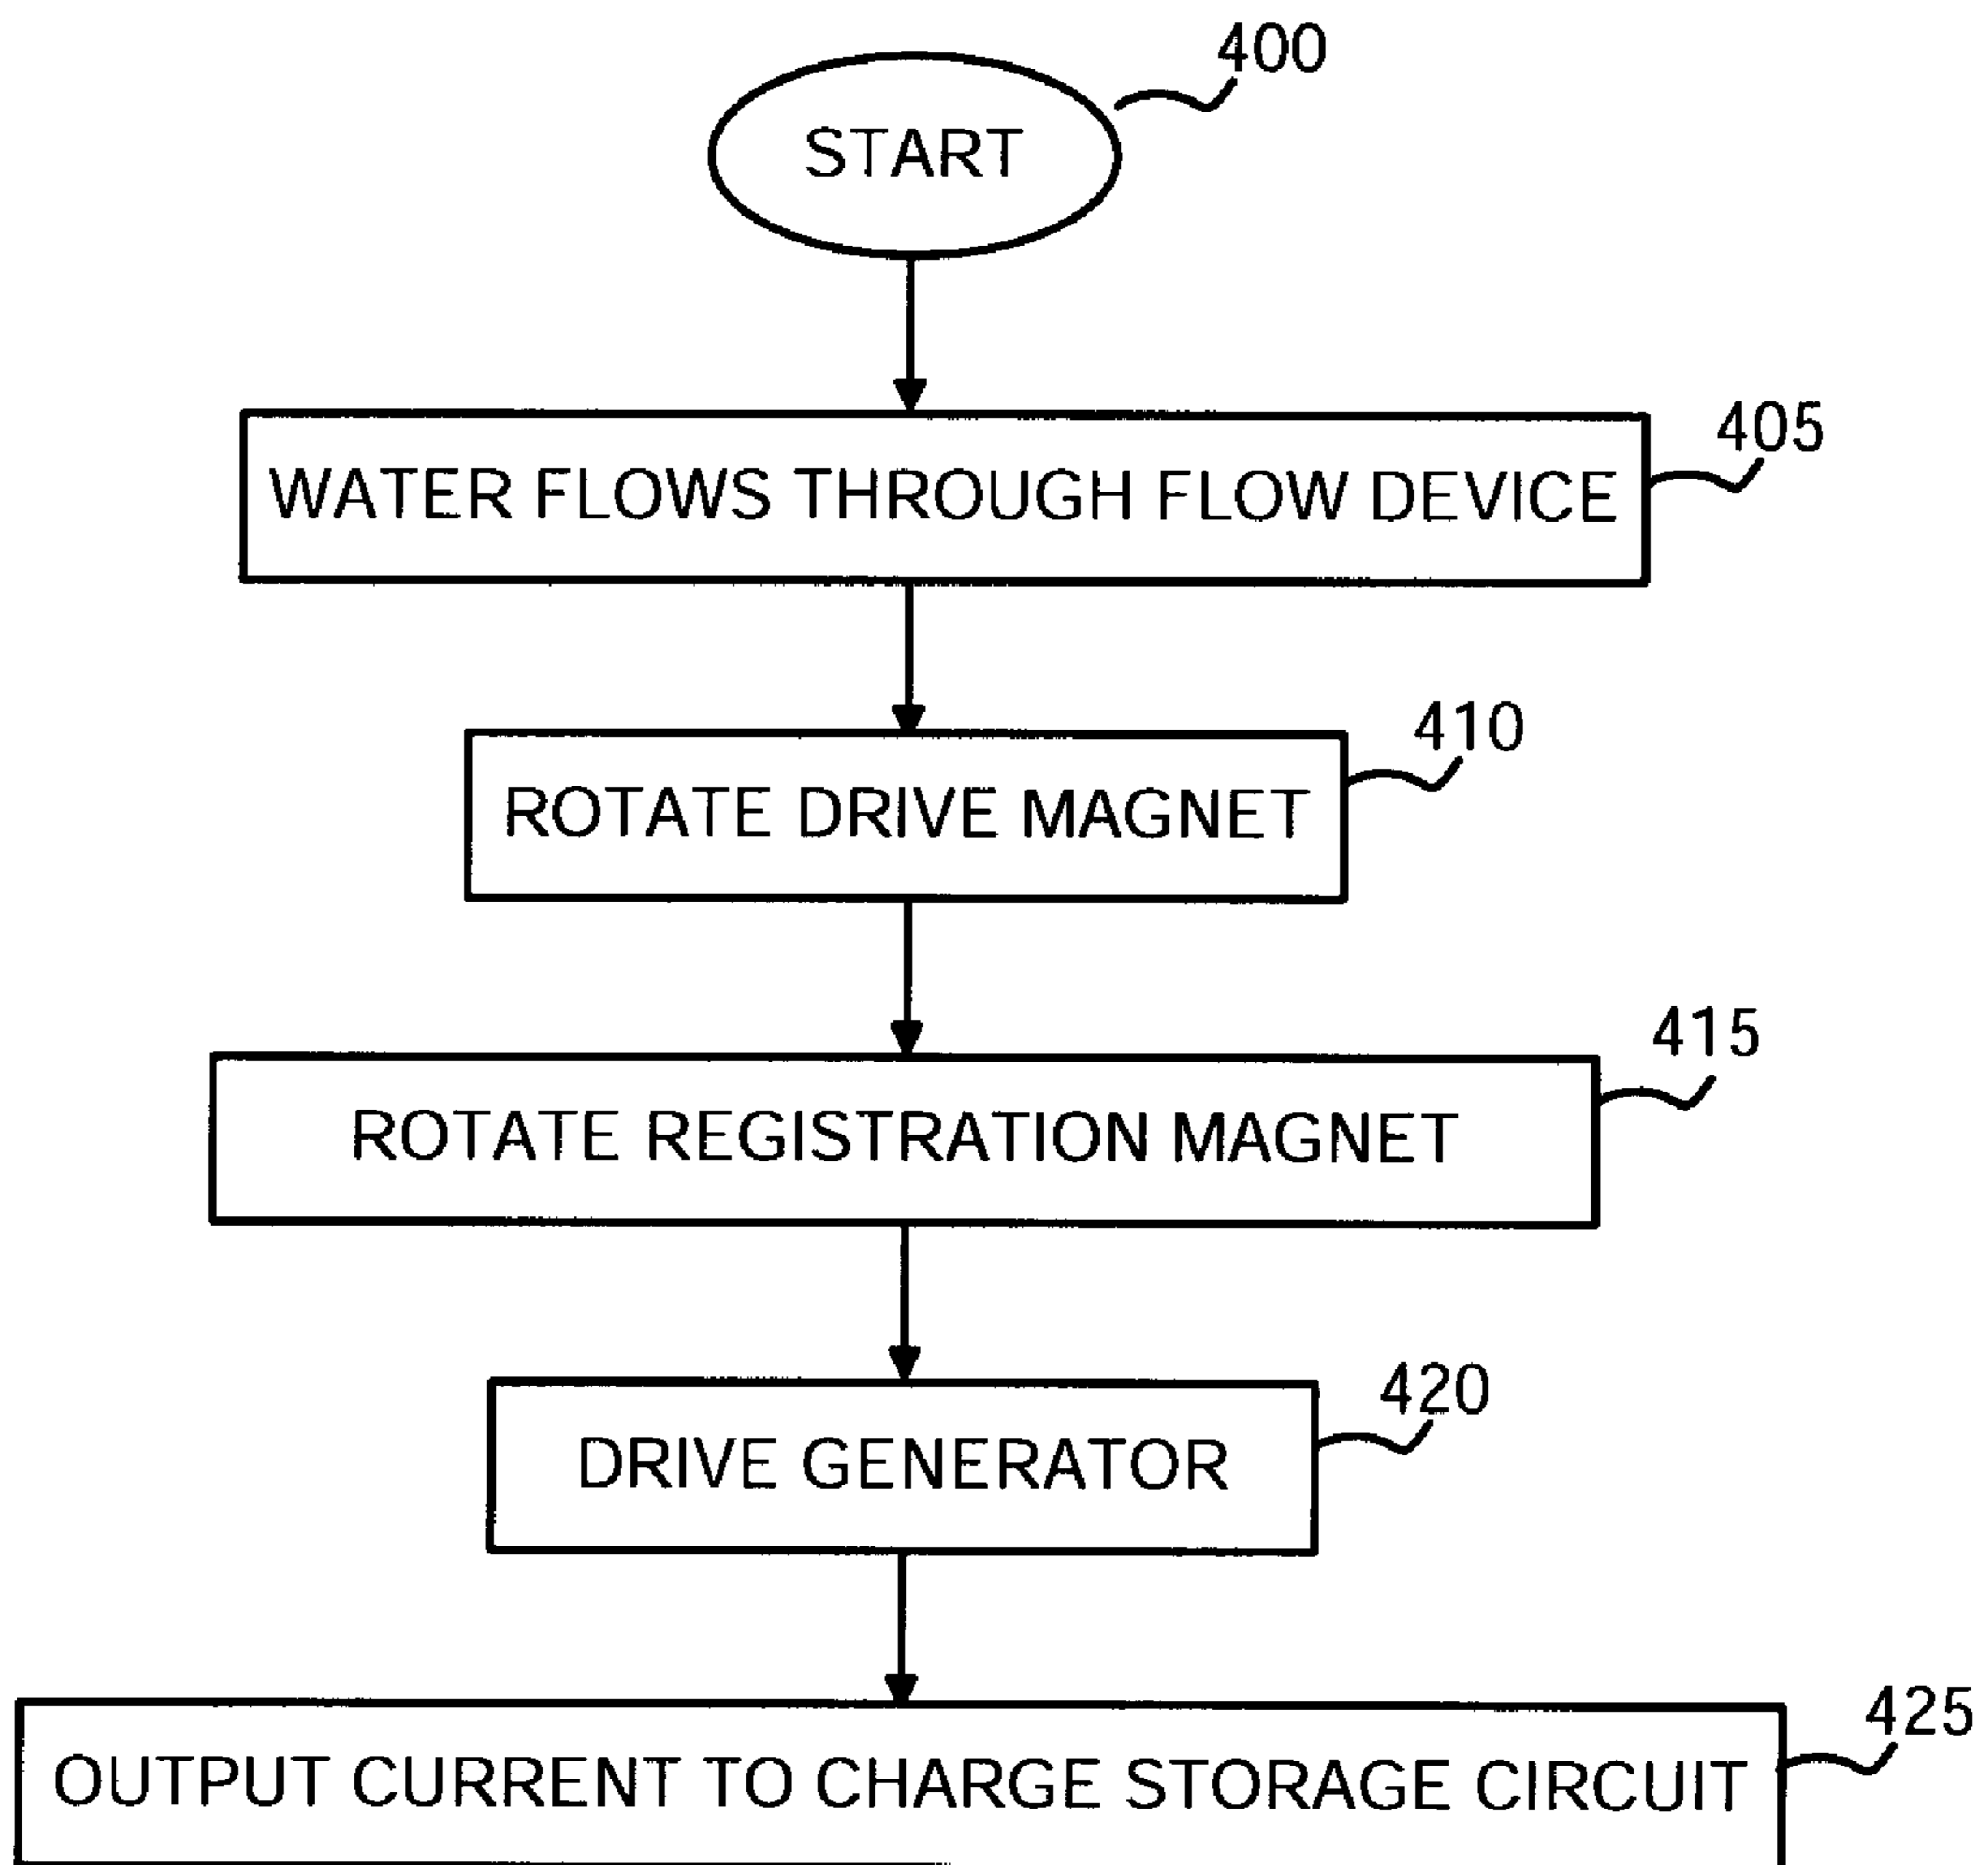 400
START
405
WATER FLOWS THROUGH FLOW DEVICE
410
ROTATE DRIVE MAGNET
415
ROTATE REGISTRATION MAGNET
420
DRIVE GENERATOR
425
OUTPUT CURRENT TO CHARGE STORAGE CIRCUIT